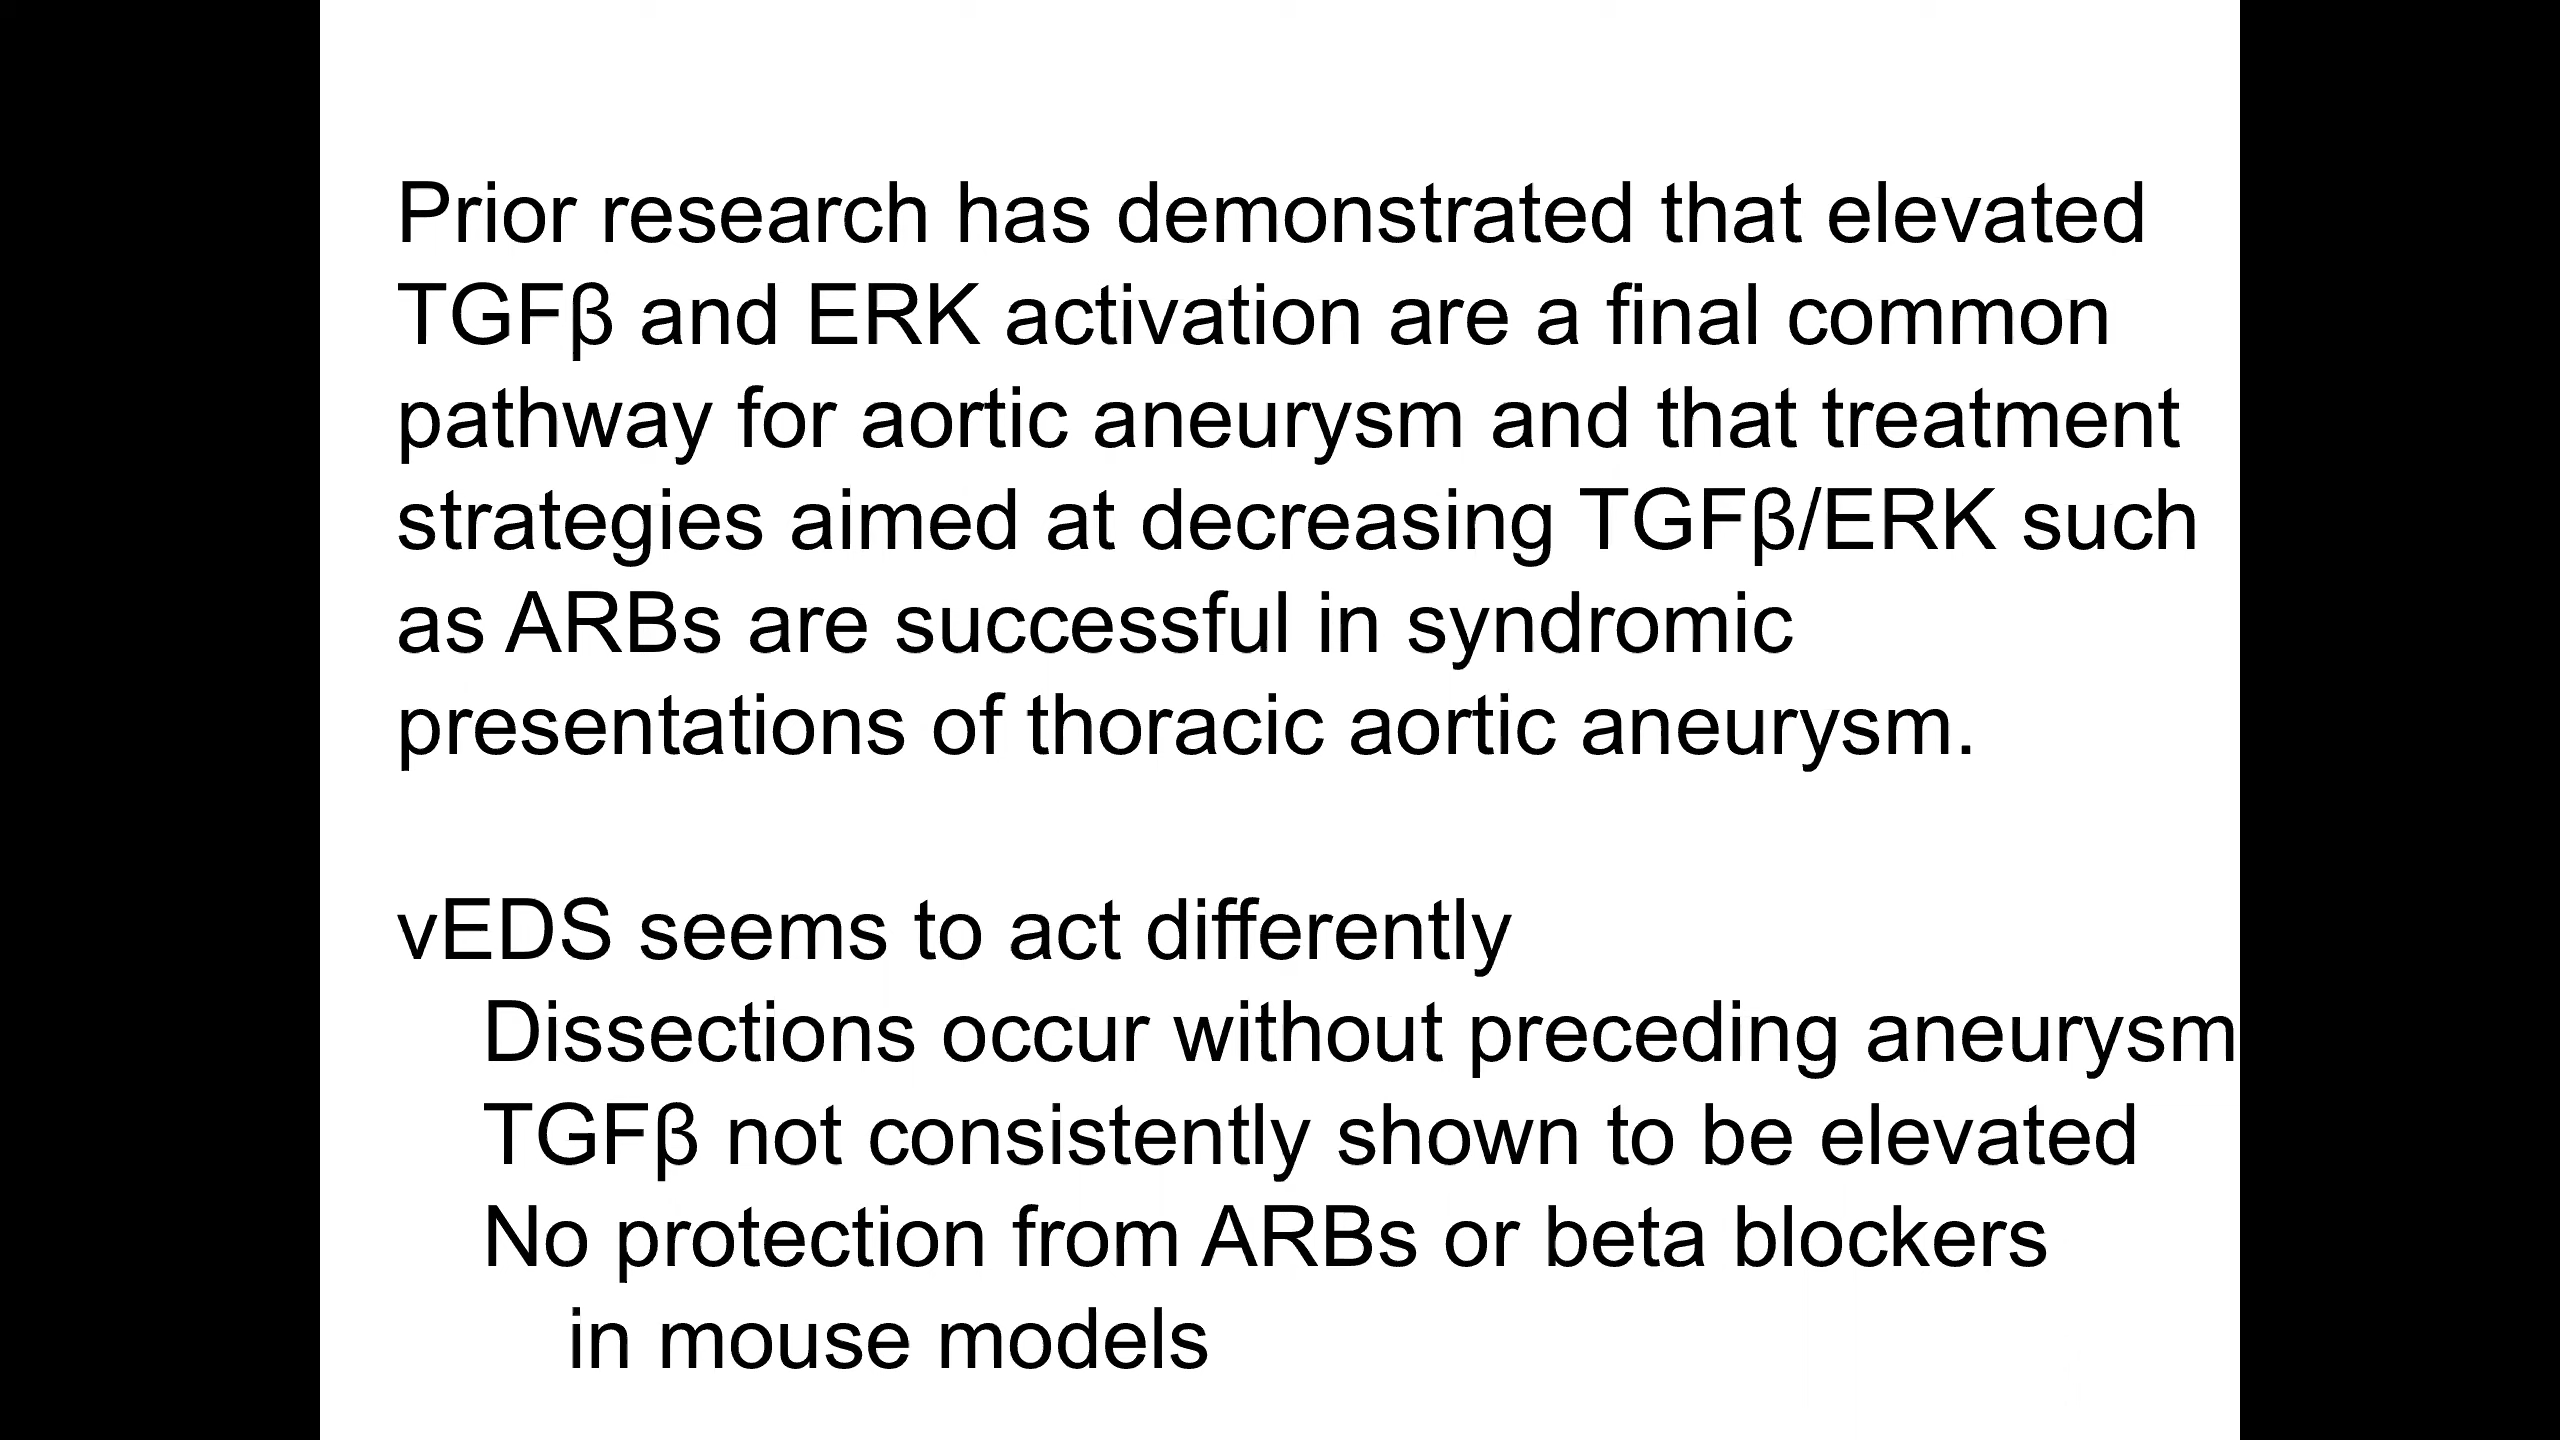 Prior research has demonstrated that elevated
TGFβ and ERK activation are a final common
pathway for aortic aneurysm and that treatment
strategies aimed at decreasing TGFβ/ERK such
as ARBs are successful in syndromic
presentations of thoracic aortic aneurysm.
vEDS seems to act differently
Dissections occur without preceding aneurysm
TGFβ not consistently shown to be elevated
No protection from ARBs or beta blockers
in mouse models